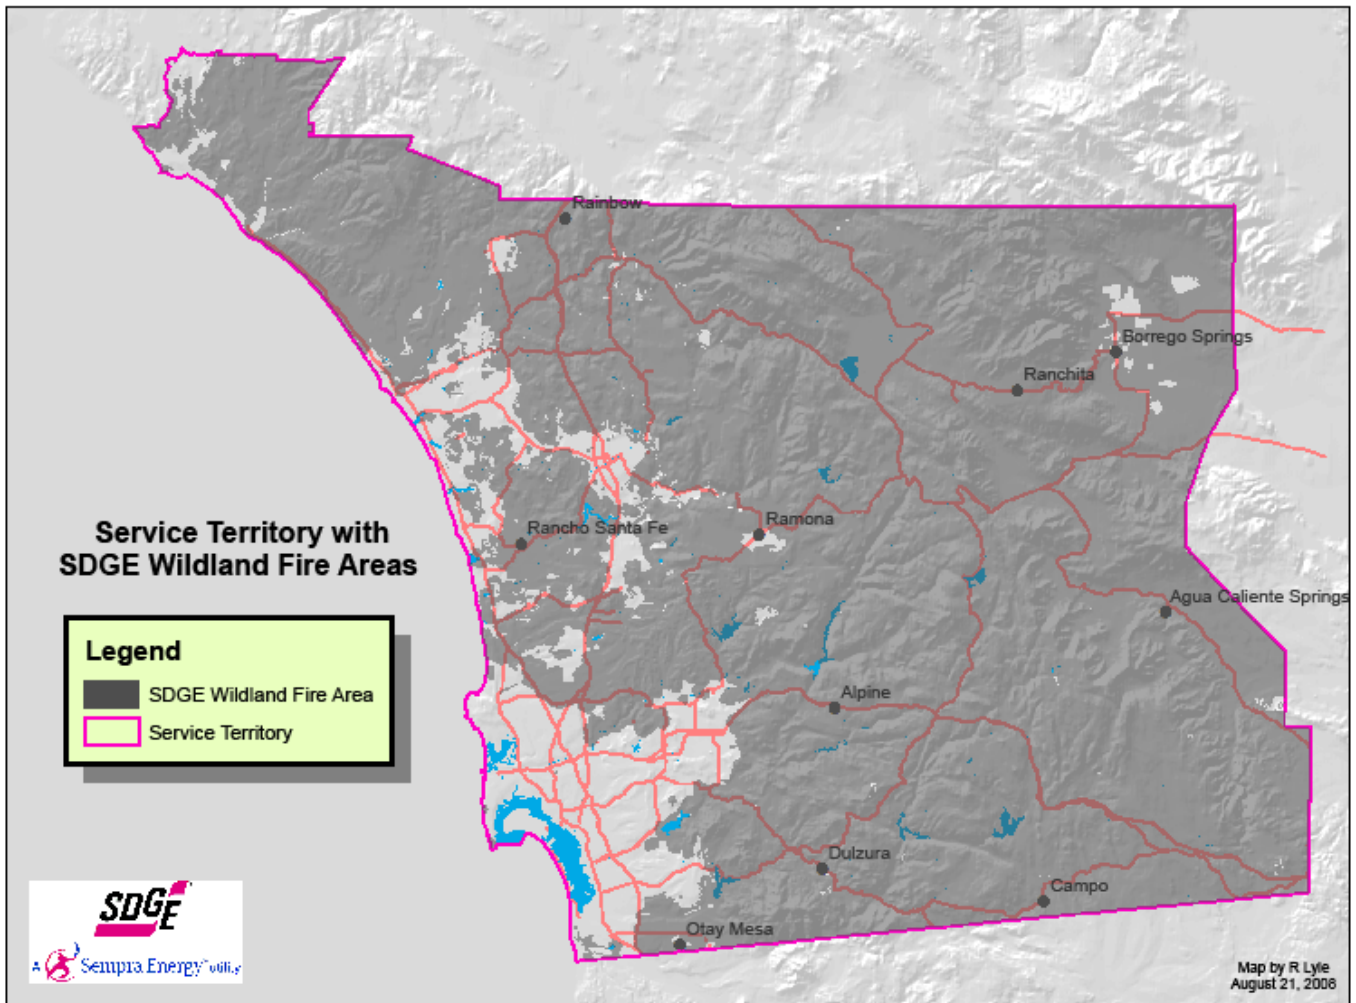 Rainbow
Borrego Springs
Ranchita
Ramona
Rancho Santa Fe
Service Territory with
SDGE Wildland Fire Areas
Agua Caliente Springs
Legend
SDGE Wildland Fire Area
Service Territory
Alpine
Dulzura
Campo
Otay Mesa
SDGE
A Sempra Energy utility
Map by R Lyle
August 21, 2008